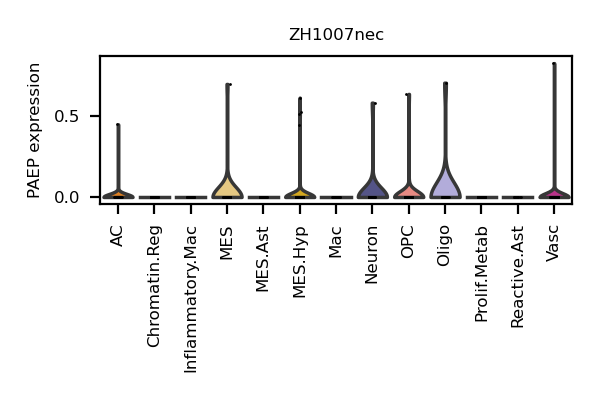 ZH1007nec
PAEP expression
0.5
0.0
AC
Chromatin.Reg
Inflammatory.Mac
MES
MES.Ast
MES.Hyp
Mac
Neuron
OPC
Oligo
Prolif.Metab
Reactive.Ast
Vasc